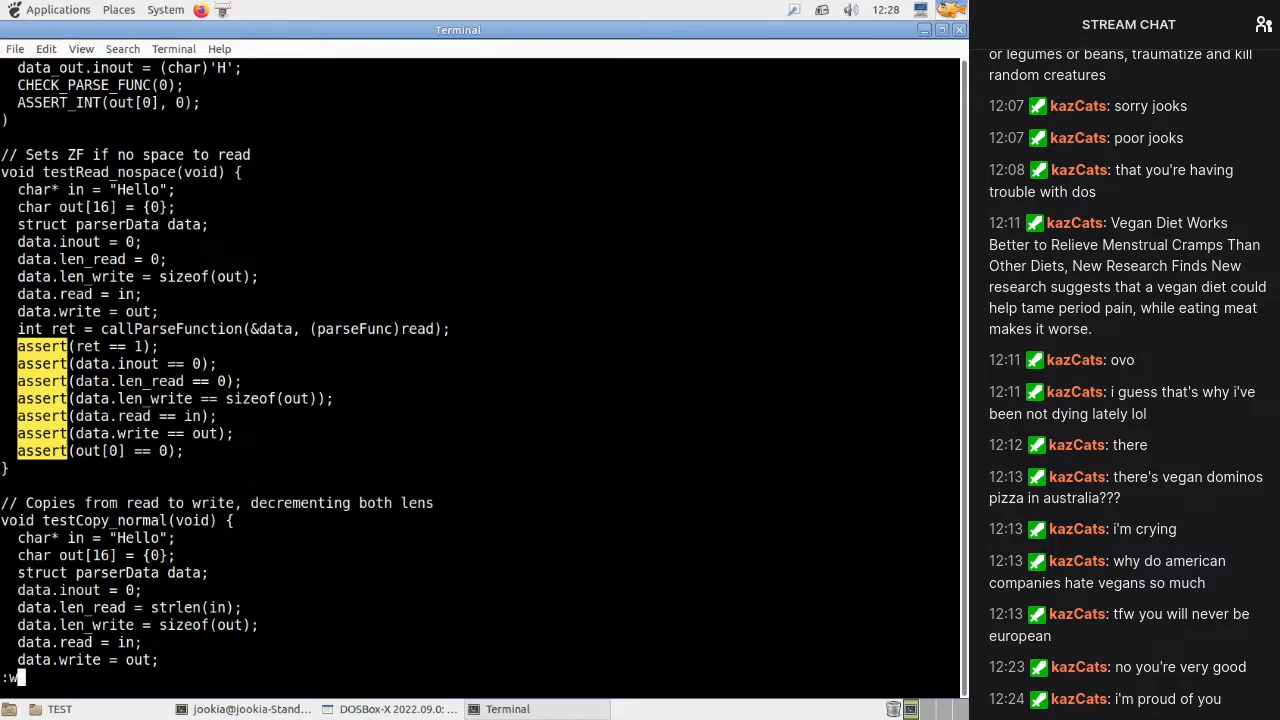 Applications Places System 12:28
Terminal
File Edit View Search Terminal Help
data_out.inout = (char)'H';
CHECK_PARSE_FUNC(0);
ASSERT_INT(out[0], 0);
)
// Sets ZF if no space to read
void testRead_nospace(void) {
char* in = "Hello";
char out[16] = {0};
struct parserData data;
data.inout = 0;
data.len_read = 0;
data.len_write = sizeof(out);
data.read = in;
data.write = out;
int ret = callParseFunction(&data, (parseFunc)read);
assert(ret == 1);
assert(data.inout == 0);
assert(data.len_read == 0);
assert(data.len_write == sizeof(out));
assert(data.read == in);
assert(data.write == out);
assert(out[0] == 0);
}
// Copies from read to write, decrementing both lens
void testCopy_normal(void) {
char* in = "Hello";
char out[16] = {0};
struct parserData data;
data.inout = 0;
data.len_read = strlen(in);
data.len_write = sizeof(out);
data.read = in;
data.write = out;
:w
TEST jookia@jookia-Stand... DOSBox-X 2022.09.0: ... Terminal
STREAM CHAT
or legumes or beans, traumatize and kill
random creatures
12:07 kazCats: sorry jooks
12:07 kazCats: poor jooks
12:08 kazCats: that you're having
trouble with dos
12:11 kazCats: Vegan Diet Works
Better to Relieve Menstrual Cramps Than
Other Diets, New Research Finds New
research suggests that a vegan diet could
help tame period pain, while eating meat
makes it worse.
12:11 kazCats: ovo
12:11 kazCats: i guess that's why i've
been not dying lately lol
12:12 kazCats: there
12:13 kazCats: there's vegan dominos
pizza in australia???
12:13 kazCats: i'm crying
12:13 kazCats: why do american
companies hate vegans so much
12:13 kazCats: tfw you will never be
european
12:23 kazCats: no you're very good
12:24 kazCats: i'm proud of you